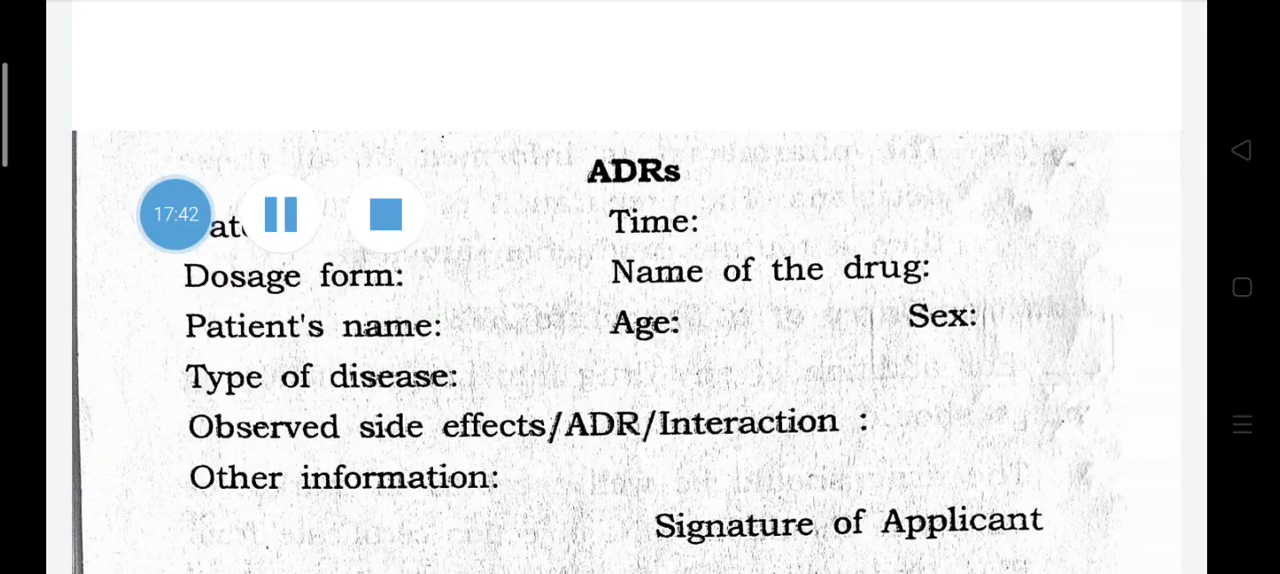 ADRs
17:42
Time:
Dosage form: Name of the drug:
Patient's name: Age: Sex:
Type of disease:
Observed side effects/ADR/Interaction :
Other information:
Signature of Applicant